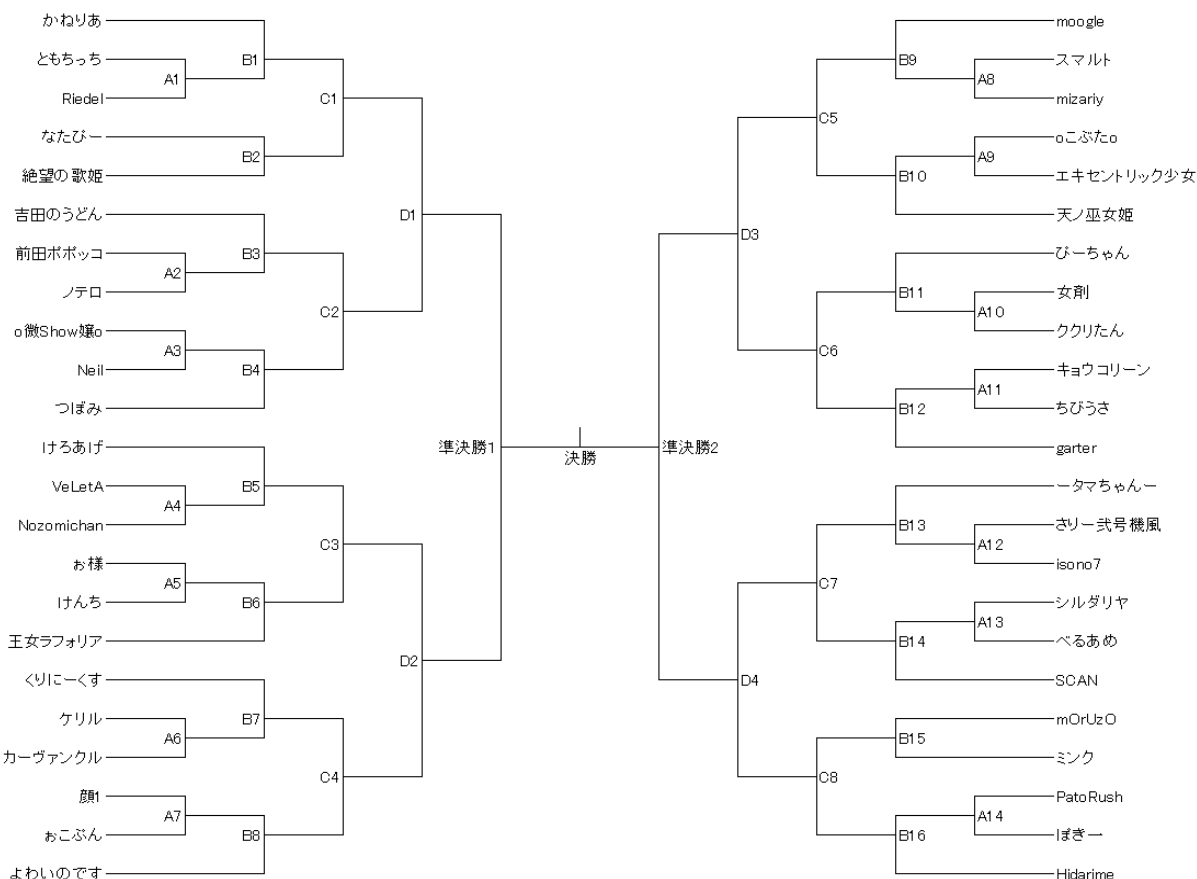 かねりあ
ともちっち
Riedel
なたびー
絶望の歌姫
吉田のうどん
前田ポポッコ
ノテロ
o微Show嬢o
Neil
つぼみ
けろあげ
VeLetA
Nozomichan
ぉ様
けんち
王女ラフォリア
くりにーくす
ケリル
カーヴァンクル
顔1
ぉこぶん
よわいのです
A1
A2
A3
A4
A5
A6
A7
B1
B2
B3
B4
B5
B6
B7
B8
C1
C2
C3
C4
D1
D2
準決勝1
決勝
準決勝2
D3
D4
C5
C6
C7
C8
B9
B10
B11
B12
B13
B14
B15
B16
A8
A9
A10
A11
A12
A13
A14
moogle
スマルト
mizariy
oこぶたo
エキセントリック少女
天ノ巫女姫
びーちゃん
女剤
ククリたん
キョウコリーン
ちびうさ
garter
ータマちゃんー
さりー弐号機風
isono7
シルダリヤ
べるあめ
SCAN
mOrUzO
ミンク
PatoRush
ぽきー
Hidarime